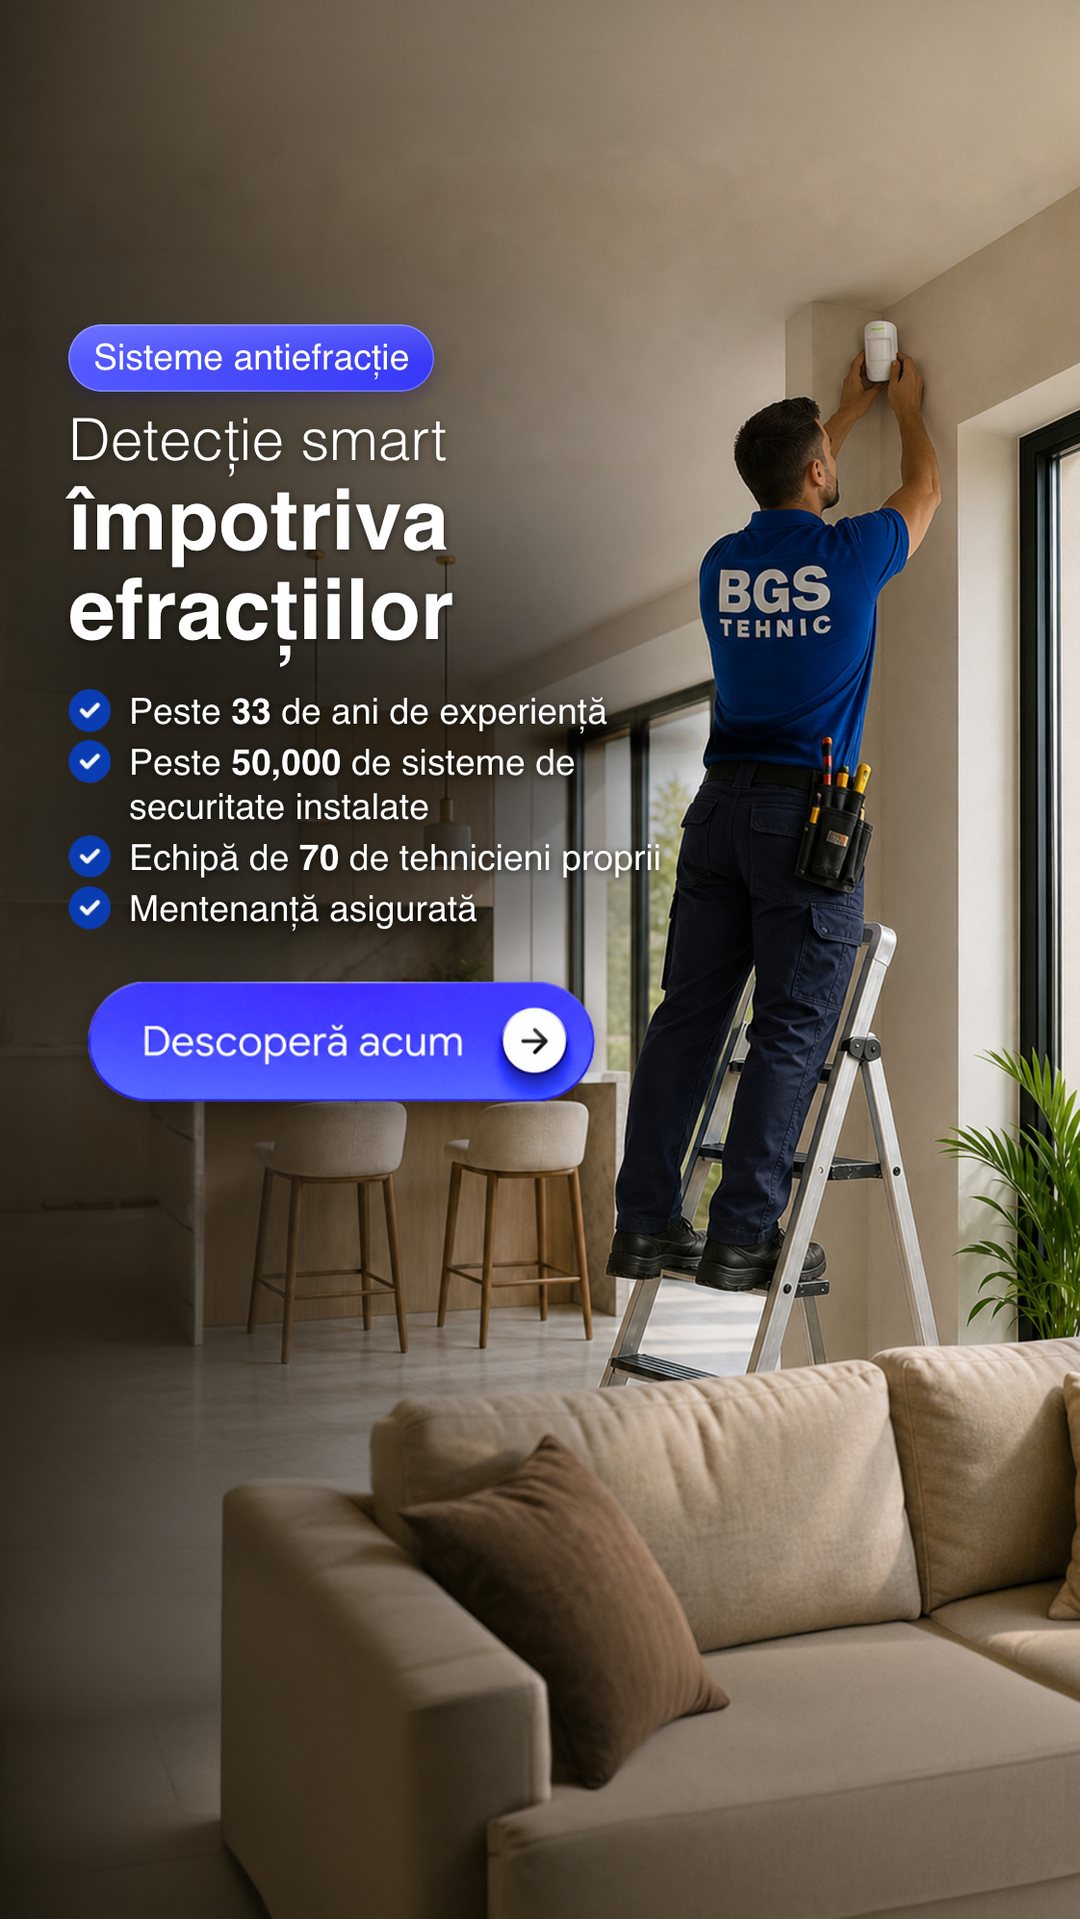 Sisteme antiefracție
Detecție smart
împotriva
efracțiilor
Peste 33 de ani de experiență
Peste 50,000 de sisteme de
securitate instalate
Echipă de 70 de tehnicieni proprii
Mentenanță asigurată
Descoperă acum
BGS
TEHNIC